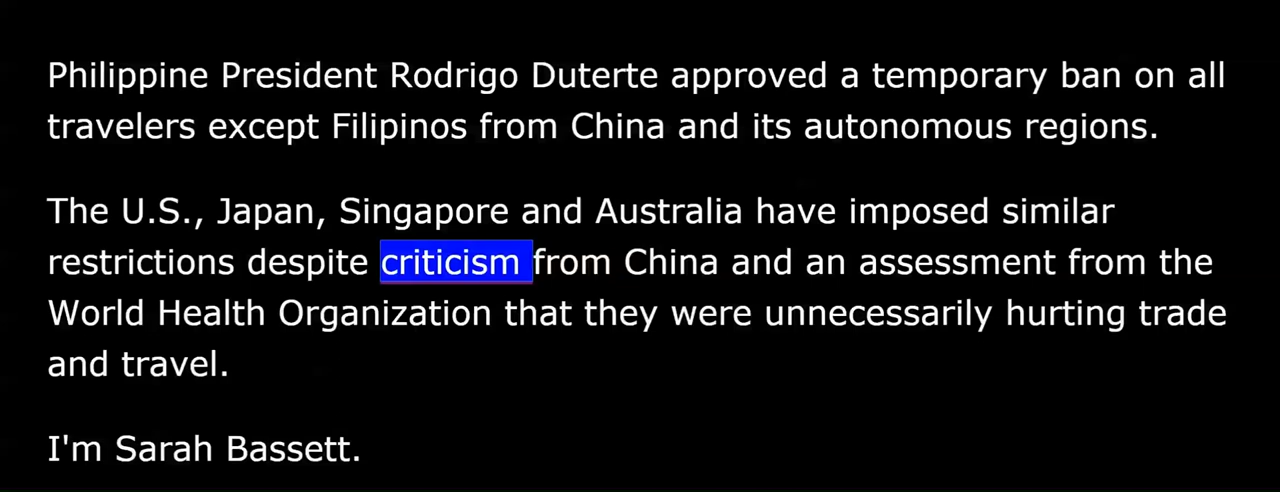 Philippine President Rodrigo Duterte approved a temporary ban on all
travelers except Filipinos from China and its autonomous regions.
The U.S., Japan, Singapore and Australia have imposed similar
restrictions despite criticism from China and an assessment from the
World Health Organization that they were unnecessarily hurting trade
and travel.
I'm Sarah Bassett.